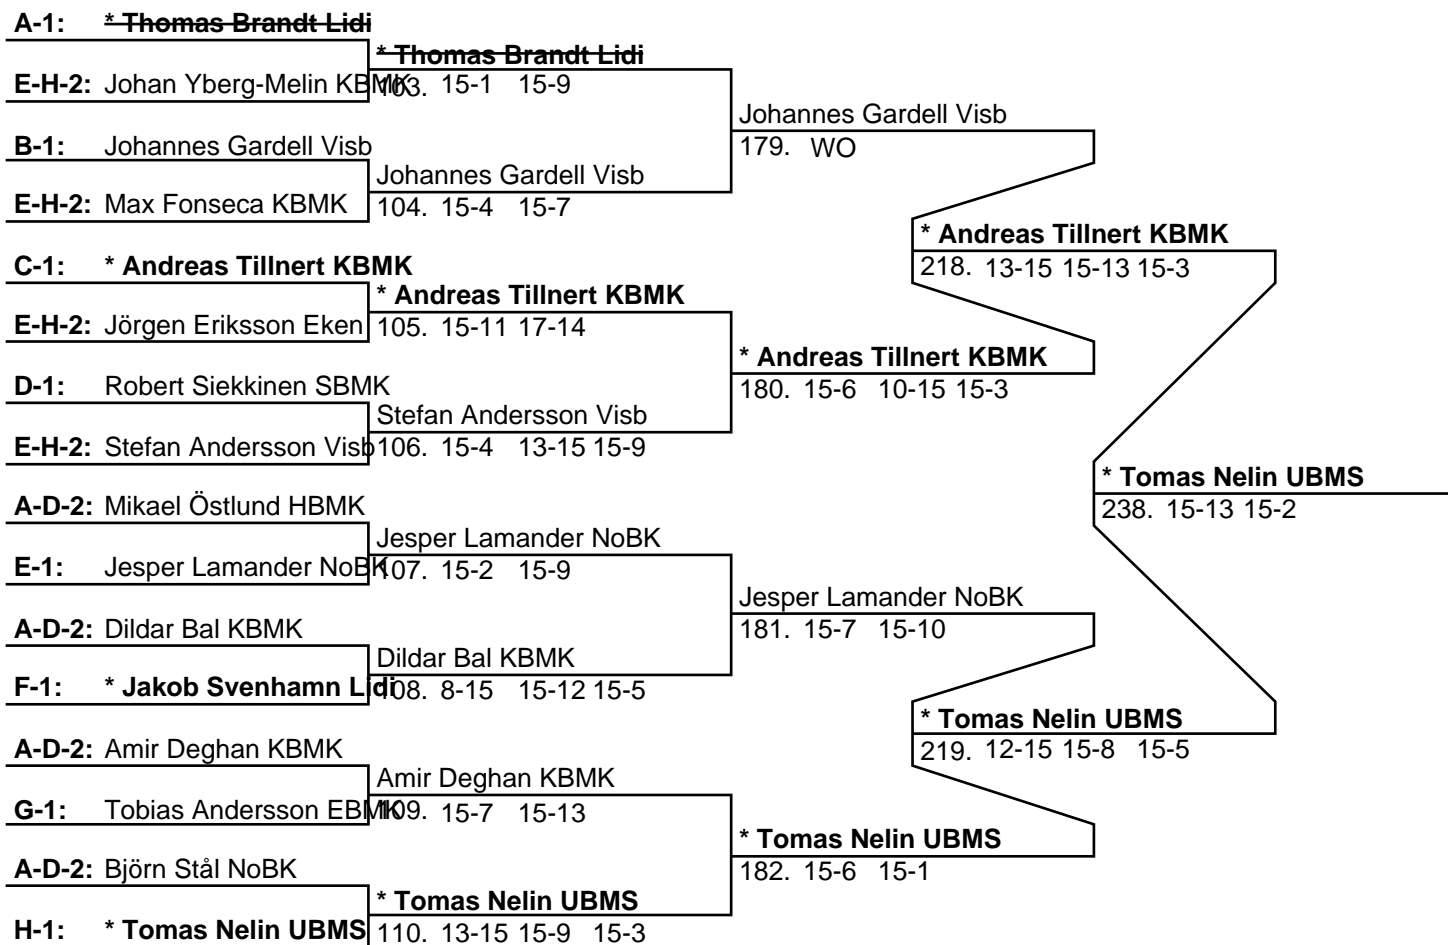 A-1: * Thomas Brandt Lidi
* Thomas Brandt Lidi
E-H-2: Johan Yberg-Melin KBMK
103. 15-1 15-9
Johannes Gardell Visb
179. WO
B-1: Johannes Gardell Visb
Johannes Gardell Visb
E-H-2: Max Fonseca KBMK
104. 15-4 15-7
* Andreas Tillnert KBMK
218. 13-15 15-13 15-3
C-1: * Andreas Tillnert KBMK
* Andreas Tillnert KBMK
E-H-2: Jörgen Eriksson Eken
105. 15-11 17-14
* Andreas Tillnert KBMK
180. 15-6 10-15 15-3
D-1: Robert Siekkinen SBMK
Stefan Andersson Visb
E-H-2: Stefan Andersson Visb
106. 15-4 13-15 15-9
* Tomas Nelin UBMS
238. 15-13 15-2
A-D-2: Mikael Östlund HBMK
Jesper Lamander NoBK
E-1: Jesper Lamander NoBK
107. 15-2 15-9
Jesper Lamander NoBK
181. 15-7 15-10
A-D-2: Dildar Bal KBMK
Dildar Bal KBMK
F-1: * Jakob Svenhamn Lidi
108. 8-15 15-12 15-5
* Tomas Nelin UBMS
219. 12-15 15-8 15-5
A-D-2: Amir Deghan KBMK
Amir Deghan KBMK
G-1: Tobias Andersson EBMK
109. 15-7 15-13
* Tomas Nelin UBMS
182. 15-6 15-1
A-D-2: Björn Stål NoBK
* Tomas Nelin UBMS
H-1: * Tomas Nelin UBMS
110. 13-15 15-9 15-3